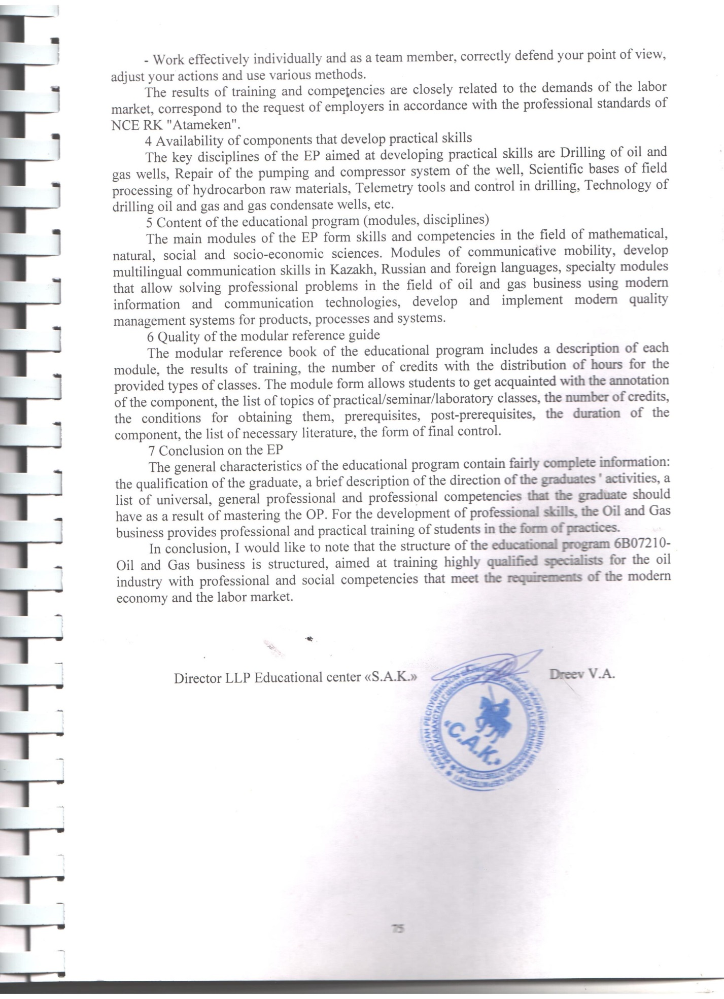 - Work effectively individually and as a team member, correctly defend your point of view,
adjust your actions and use various methods.
The results of training and competencies are closely related to the demands of the labor
market, correspond to the request of employers in accordance with the professional standards of
NCE RK "Atameken".
4 Availability of components that develop practical skills
The key disciplines of the EP aimed at developing practical skills are Drilling of oil and
gas wells, Repair of the pumping and compressor system of the well, Scientific bases of field
processing of hydrocarbon raw materials, Telemetry tools and control in drilling, Technology of
drilling oil and gas and gas condensate wells, etc.
5 Content of the educational program (modules, disciplines)
The main modules of the EP form skills and competencies in the field of mathematical,
natural, social and socio-economic sciences. Modules of communicative mobility, develop
multilingual communication skills in Kazakh, Russian and foreign languages, specialty modules
that allow solving professional problems in the field of oil and gas business using modern
information and communication technologies, develop and implement modern quality
management systems for products, processes and systems.
6 Quality of the modular reference guide
The modular reference book of the educational program includes a description of each
module, the results of training, the number of credits with the distribution of hours for the
provided types of classes. The module form allows students to get acquainted with the annotation
of the component, the list of topics of practical/seminar/laboratory classes, the number of credits,
the conditions for obtaining them, prerequisites, post-prerequisites, the duration of the
component, the list of necessary literature, the form of final control.
7 Conclusion on the EP
The general characteristics of the educational program contain fairly complete information:
the qualification of the graduate, a brief description of the direction of the graduates ' activities, a
list of universal, general professional and professional competencies that the graduate should
have as a result of mastering the OP. For the development of professional skills, the Oil and Gas
business provides professional and practical training of students in the form of practices.
In conclusion, I would like to note that the structure of the educational program 6B07210-
Oil and Gas business is structured, aimed at training highly qualified specialists for the oil
industry with professional and social competencies that meet the requirements of the modern
economy and the labor market.
Director LLP Educational center «S.A.K.»
Dreev V.A.
ҚАЗАҚСТАН РЕСПУБЛИКАСЫ
ЖАУАПКЕРШІЛІГІ ШЕКТЕУЛІ СЕРІКТЕСТІГІ
РЕСП.КАЗАХСТАН Г.ШЫМКЕНТ
ТОВАРИЩЕСТВО С ОГРАНИЧЕННОЙ
«С.А.К.»
75